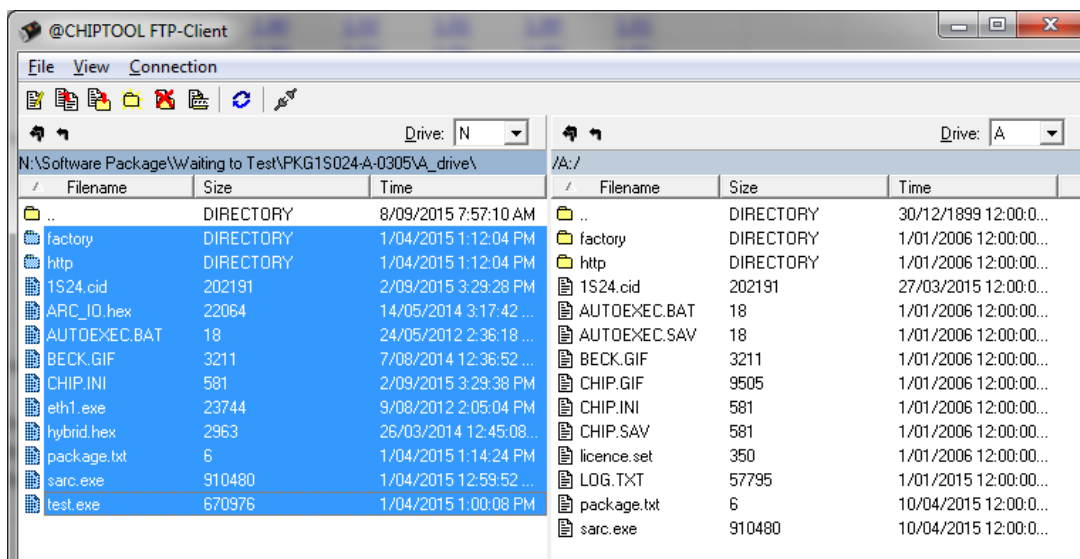 @CHIPTOOL FTP-Client
File View Connection
Drive: N Drive: A
N:\Software Package\Waiting to Test\PKG1S024-A-0305\A_drive\ /A:/
Filename Size Time Filename Size Time
.. DIRECTORY 8/09/2015 7:57:10 AM .. DIRECTORY 30/12/1899 12:00:0...
factory DIRECTORY 1/04/2015 1:12:04 PM factory DIRECTORY 1/01/2006 12:00:00...
http DIRECTORY 1/04/2015 1:12:04 PM http DIRECTORY 1/01/2006 12:00:00...
1S24.cid 202191 2/09/2015 3:29:28 PM 1S24.cid 202191 27/03/2015 12:00:0...
ARC_IO.hex 22064 14/05/2014 3:17:42 ... AUTOEXEC.BAT 18 1/01/2006 12:00:00...
AUTOEXEC.BAT 18 24/05/2012 2:36:18 ... AUTOEXEC.SAV 18 1/01/2006 12:00:00...
BECK.GIF 3211 7/08/2014 12:36:52 ... BECK.GIF 3211 1/01/2006 12:00:00...
CHIP.INI 581 2/09/2015 3:29:38 PM CHIP.GIF 9505 1/01/2006 12:00:00...
eth1.exe 23744 9/08/2012 2:05:04 PM CHIP.INI 581 1/01/2006 12:00:00...
hybrid.hex 2963 26/03/2014 12:45:08... CHIP.SAV 581 1/01/2006 12:00:00...
package.txt 6 1/04/2015 1:14:24 PM licence.set 350 1/01/2006 12:00:00...
sarc.exe 910480 1/04/2015 12:59:52 ... LOG.TXT 57795 1/01/2015 12:00:00...
test.exe 670976 1/04/2015 1:00:08 PM package.txt 6 10/04/2015 12:00:0...
sarc.exe 910480 10/04/2015 12:00:0...